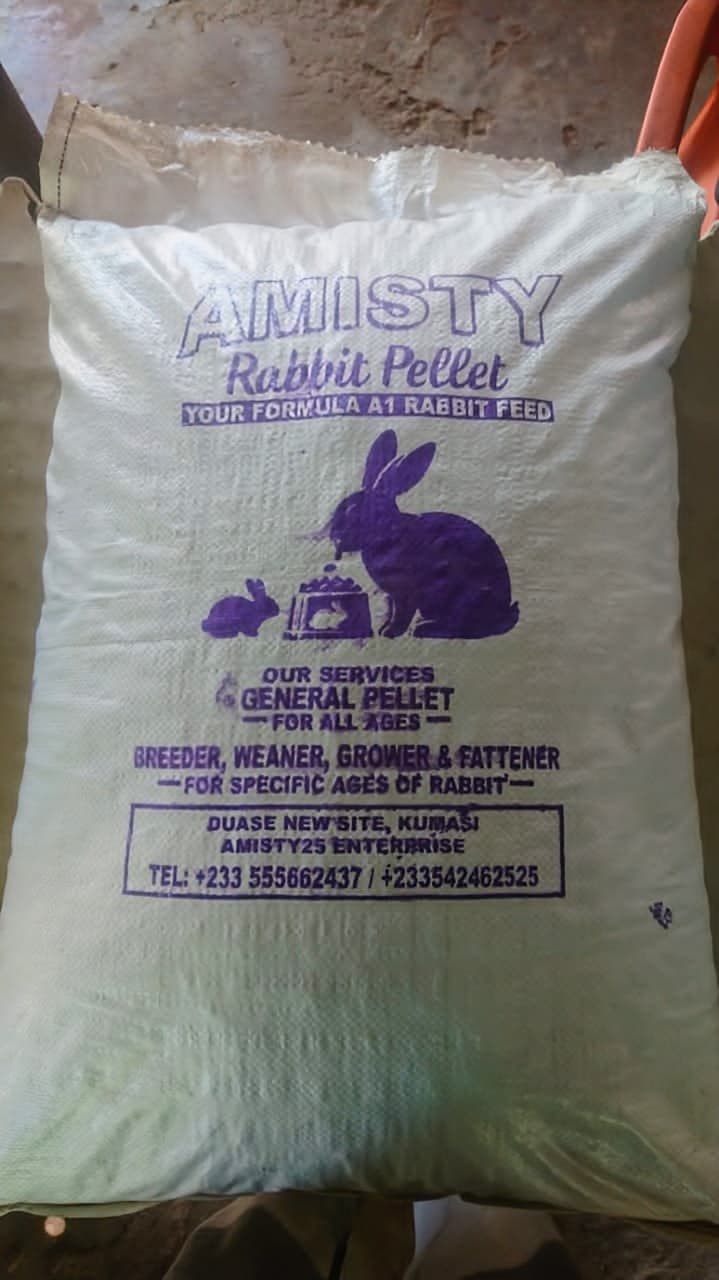 AMISTY
Rabbit Pellet
YOUR FORMULA A1 RABBIT FEED
OUR SERVICES
GENERAL PELLET
— FOR ALL AGES —
BREEDER, WEANER, GROWER & FATTENER
— FOR SPECIFIC AGES OF RABBIT —
DUASE NEW SITE, KUMASI
AMISTY25 ENTERPRISE
TEL: +233 555662437 / +233542462525